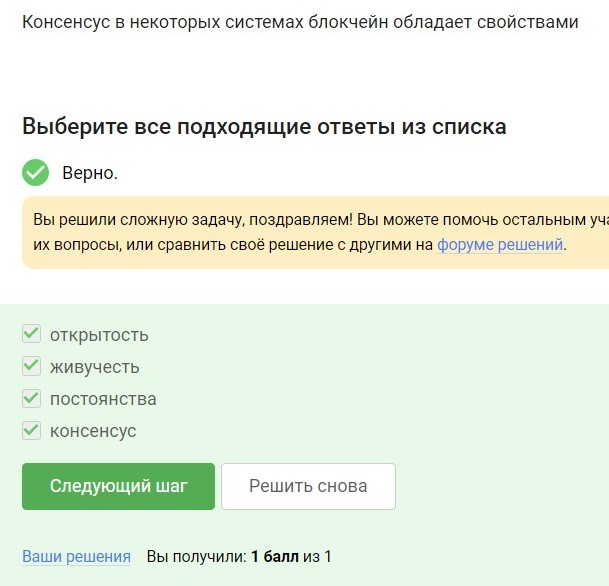 Консенсус в некоторых системах блокчейн обладает свойствами
Выберите все подходящие ответы из списка
Верно.
Вы решили сложную задачу, поздравляем! Вы можете помочь остальным уча
их вопросы, или сравнить своё решение с другими на форуме решений.
открытость
живучесть
постоянства
консенсус
Следующий шаг
Решить снова
Ваши решения Вы получили: 1 балл из 1